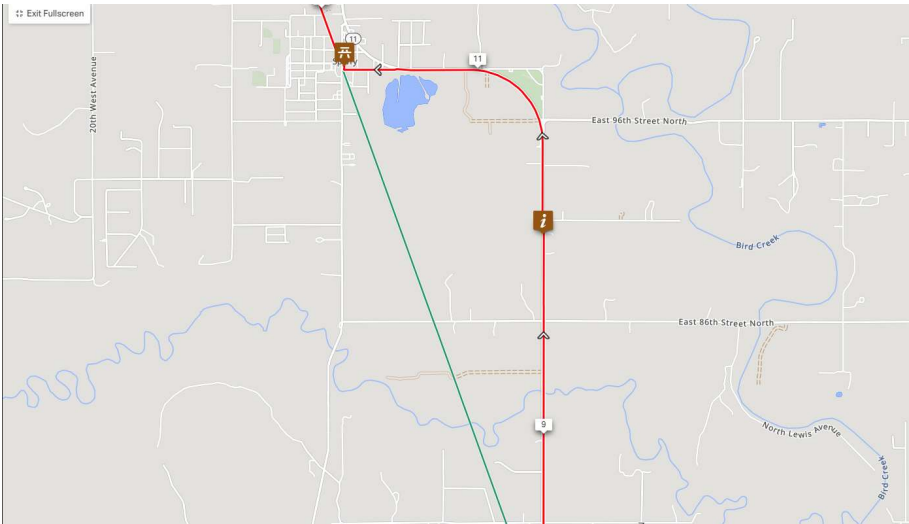 Exit Fullscreen
11
11
20th West Avenue
East 96th Street North
i
Bird Creek
East 86th Street North
9
North Lewis Avenue
Bird Creek